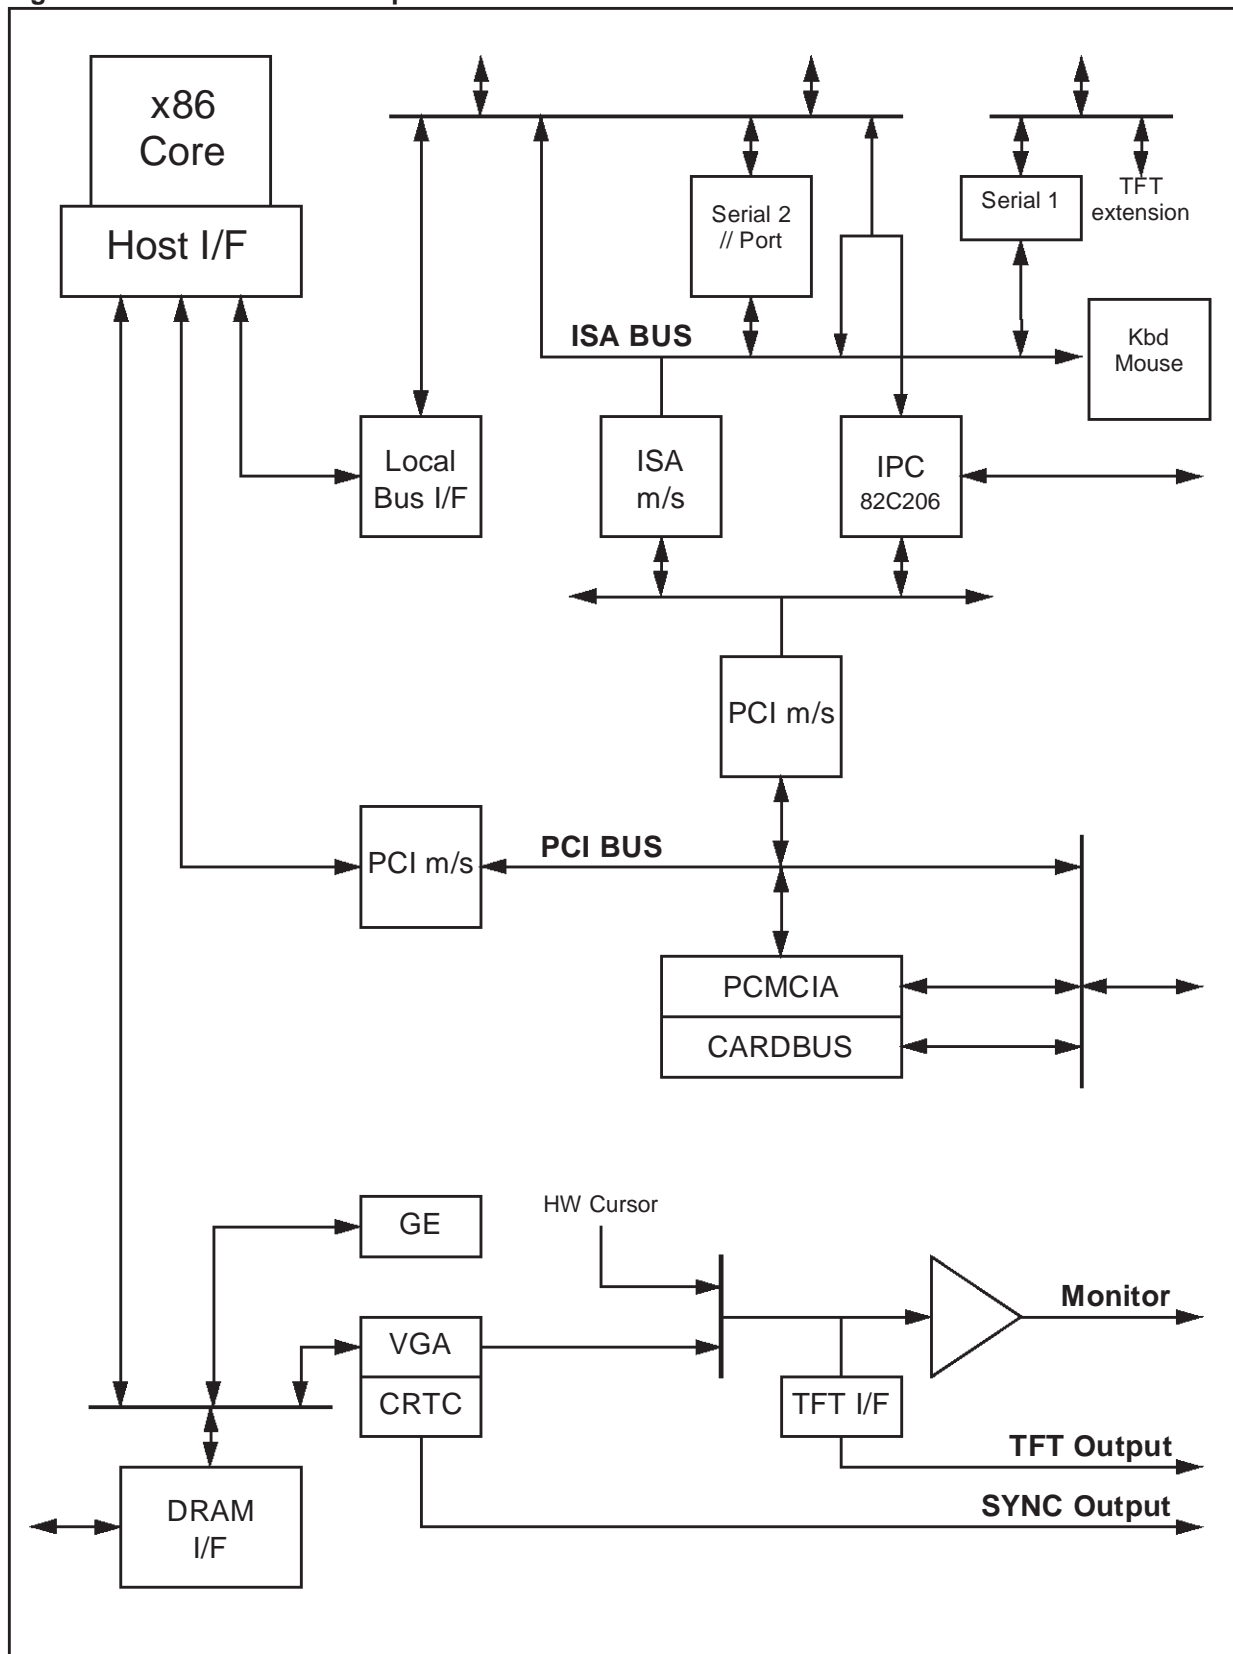 x86
Core
Host I/F
Serial 2
// Port
Serial 1
TFT
extension
ISA BUS
Kbd
Mouse
Local
Bus I/F
ISA
m/s
IPC
82C206
PCI m/s
PCI m/s
PCI BUS
PCMCIA
CARDBUS
HW Cursor
GE
Monitor
VGA
CRTC
TFT I/F
TFT Output
SYNC Output
DRAM
I/F